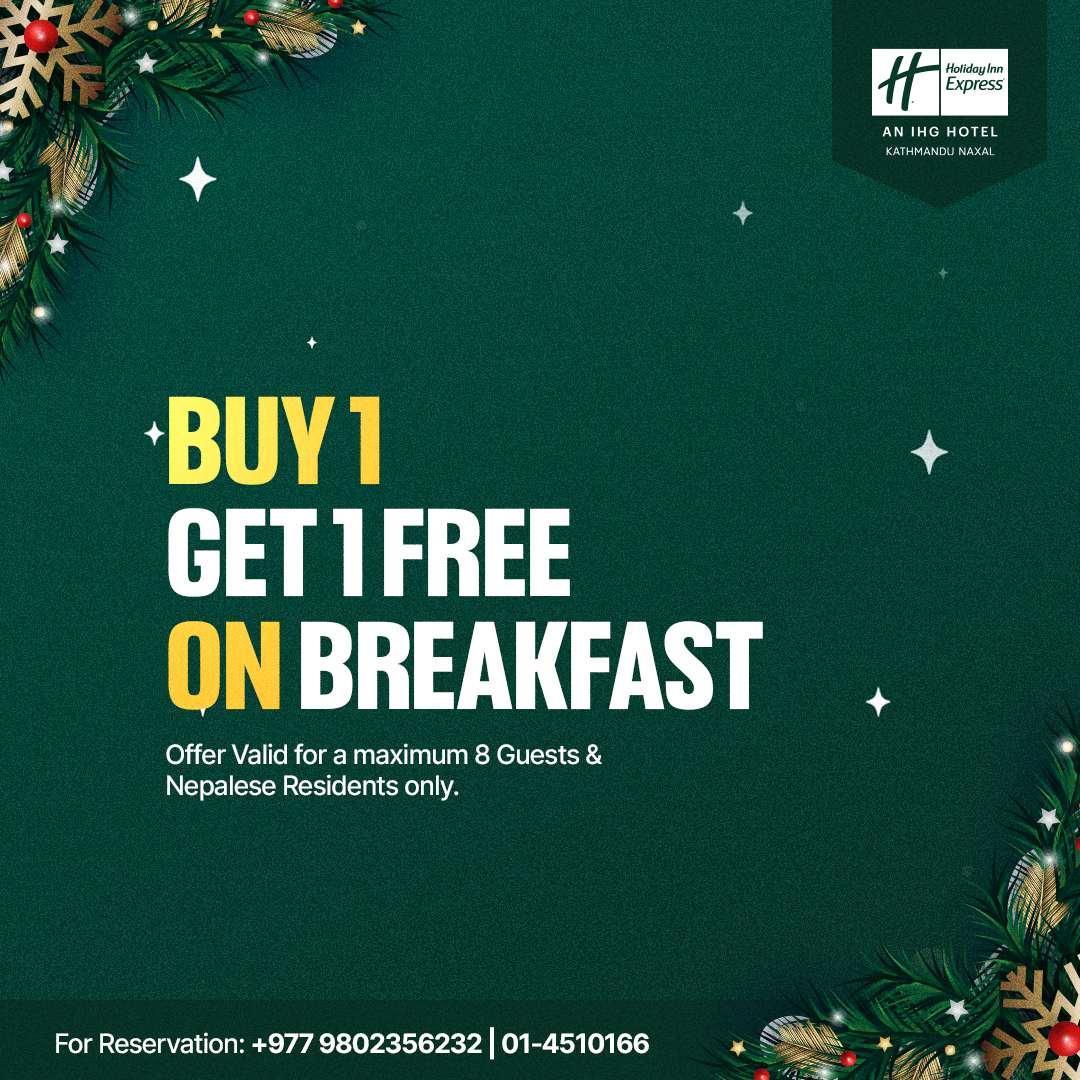 Holiday Inn
Express
AN IHG HOTEL
KATHMANDU NAXAL
BUY 1
GET 1 FREE
ON BREAKFAST
Offer Valid for a maximum 8 Guests &
Nepalese Residents only.
For Reservation: +977 9802356232 | 01-4510166